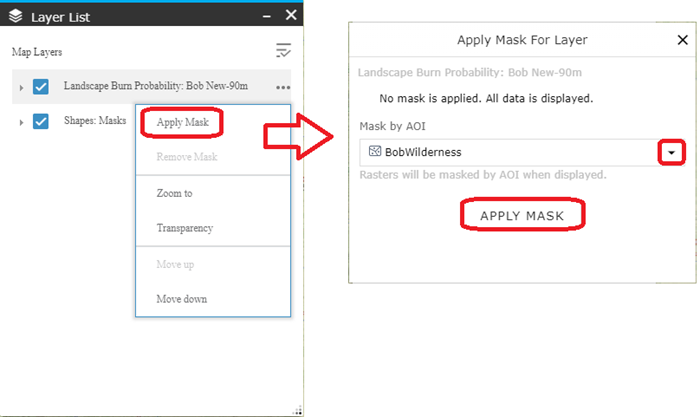 Layer List
Map Layers
Landscape Burn Probability: Bob New-90m
Shapes: Masks
Apply Mask
Remove Mask
Zoom to
Transparency
Move up
Move down
Apply Mask For Layer
Landscape Burn Probability: Bob New-90m
No mask is applied. All data is displayed.
Mask by AOI
BobWilderness
Rasters will be masked by AOI when displayed.
APPLY MASK